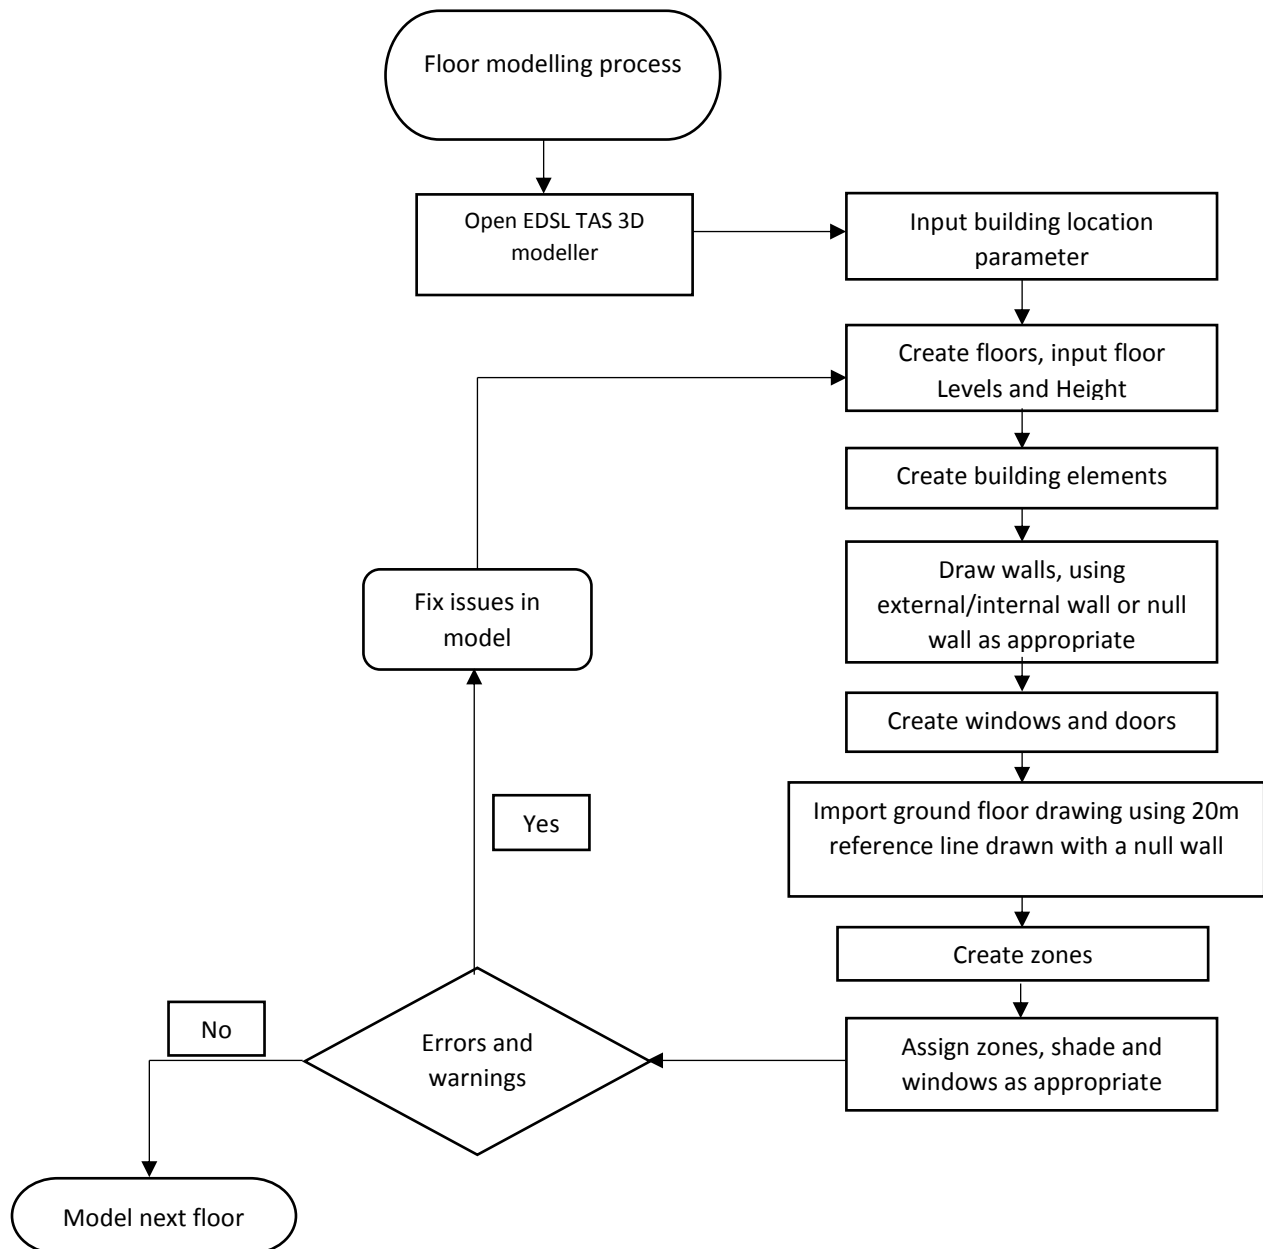 Floor modelling process
Open EDSL TAS 3D
modeller
Input building location
parameter
Create floors, input floor
Levels and Height
Create building elements
Draw walls, using
external/internal wall or null
wall as appropriate
Fix issues in
model
Create windows and doors
Import ground floor drawing using 20m
reference line drawn with a null wall
Yes
Create zones
No
Errors and
warnings
Assign zones, shade and
windows as appropriate
Model next floor